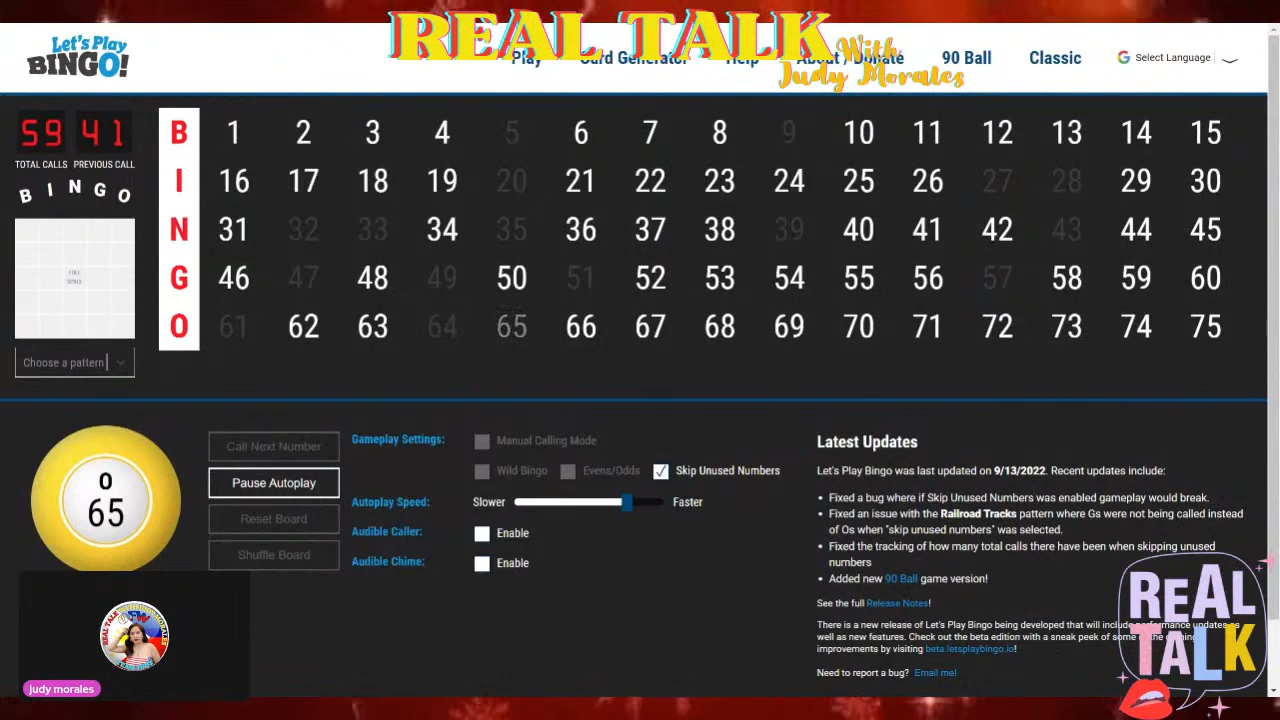 REAL TALK
With
Judy Morales
Let's Play
BINGO!
Play Card Generator Help About / Donate 90 Ball Classic Select Language
59 41
TOTAL CALLS PREVIOUS CALL
B I N G O
FREE
SPACE
Choose a pattern
B 1 2 3 4 5 6 7 8 9 10 11 12 13 14 15
I 16 17 18 19 20 21 22 23 24 25 26 27 28 29 30
N 31 32 33 34 35 36 37 38 39 40 41 42 43 44 45
G 46 47 48 49 50 51 52 53 54 55 56 57 58 59 60
O 61 62 63 64 65 66 67 68 69 70 71 72 73 74 75
O
65
Call Next Number
Pause Autoplay
Reset Board
Shuffle Board
Gameplay Settings: Manual Calling Mode
Wild Bingo Evens/Odds Skip Unused Numbers
Autoplay Speed: Slower Faster
Audible Caller: Enable
Audible Chime: Enable
Latest Updates
Let's Play Bingo was last updated on 9/13/2022. Recent updates include:
Fixed a bug where if Skip Unused Numbers was enabled gameplay would break.
Fixed an issue with the Railroad Tracks pattern where Gs were not being called instead
of Os when "skip unused numbers" was selected.
Fixed the tracking of how many total calls there have been when skipping unused
numbers
Added new 90 Ball game version!
See the full Release Notes!
There is a new release of Let's Play Bingo being developed that will include performance updates as
well as new features. Check out the beta edition with a sneak peek of some of the
improvements by visiting beta.letsplaybingo.io!
Need to report a bug? Email me!
REAL
TALK
judy morales